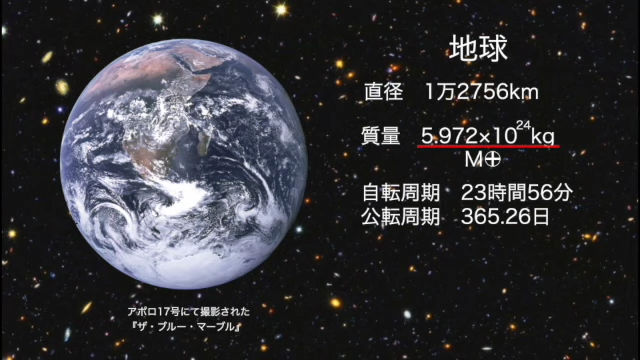 地球
直径 1万2756km
質量 5.972×10²⁴kg
M⊕
自転周期 23時間56分
公転周期 365.26日
アポロ17号にて撮影された
『ザ・ブルー・マーブル』